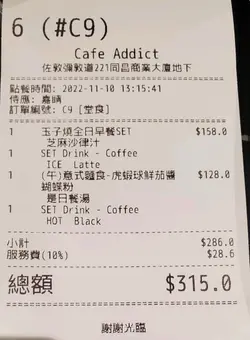 6 (#C9)
Cafe Addict
佐敦彌敦道221同昌商業大廈地下
點餐時間: 2022-11-10 13:15:41
侍應: 嘉晴
訂單編號: C9 [堂食]
1 玉子燒全日早餐SET $158.0
芝麻沙律汁
1 SET Drink - Coffee
ICE Latte
1 (牛)意式麵食-虎蝦球鮮茄醬 $128.0
蝴蝶粉
是日餐湯
1 SET Drink - Coffee
HOT Black
小計 $286.0
服務費(10%) $28.6
總額 $315.0
謝謝光臨